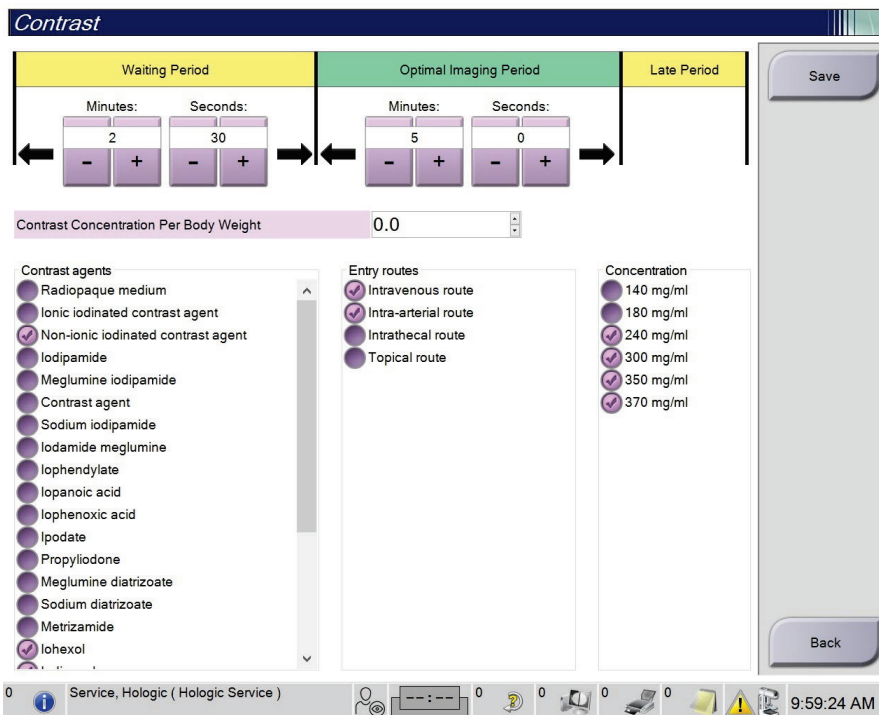 Contrast
Waiting Period
Optimal Imaging Period
Late Period
Save
Minutes:
Seconds:
Minutes:
Seconds:
2
30
5
0
- + - + - + - +
Contrast Concentration Per Body Weight
0.0
Contrast agents
Radiopaque medium
Ionic iodinated contrast agent
Non-ionic iodinated contrast agent
Iodipamide
Meglumine iodipamide
Contrast agent
Sodium iodipamide
Iodamide meglumine
Iophendylate
Iopanoic acid
Iophenoxic acid
Ipodate
Propyliodone
Meglumine diatrizoate
Sodium diatrizoate
Metrizamide
Iohexol
Entry routes
Intravenous route
Intra-arterial route
Intrathecal route
Topical route
Concentration
140 mg/ml
180 mg/ml
240 mg/ml
300 mg/ml
350 mg/ml
370 mg/ml
Back
0
Service, Hologic ( Hologic Service )
--:--
0
0
0
0
9:59:24 AM